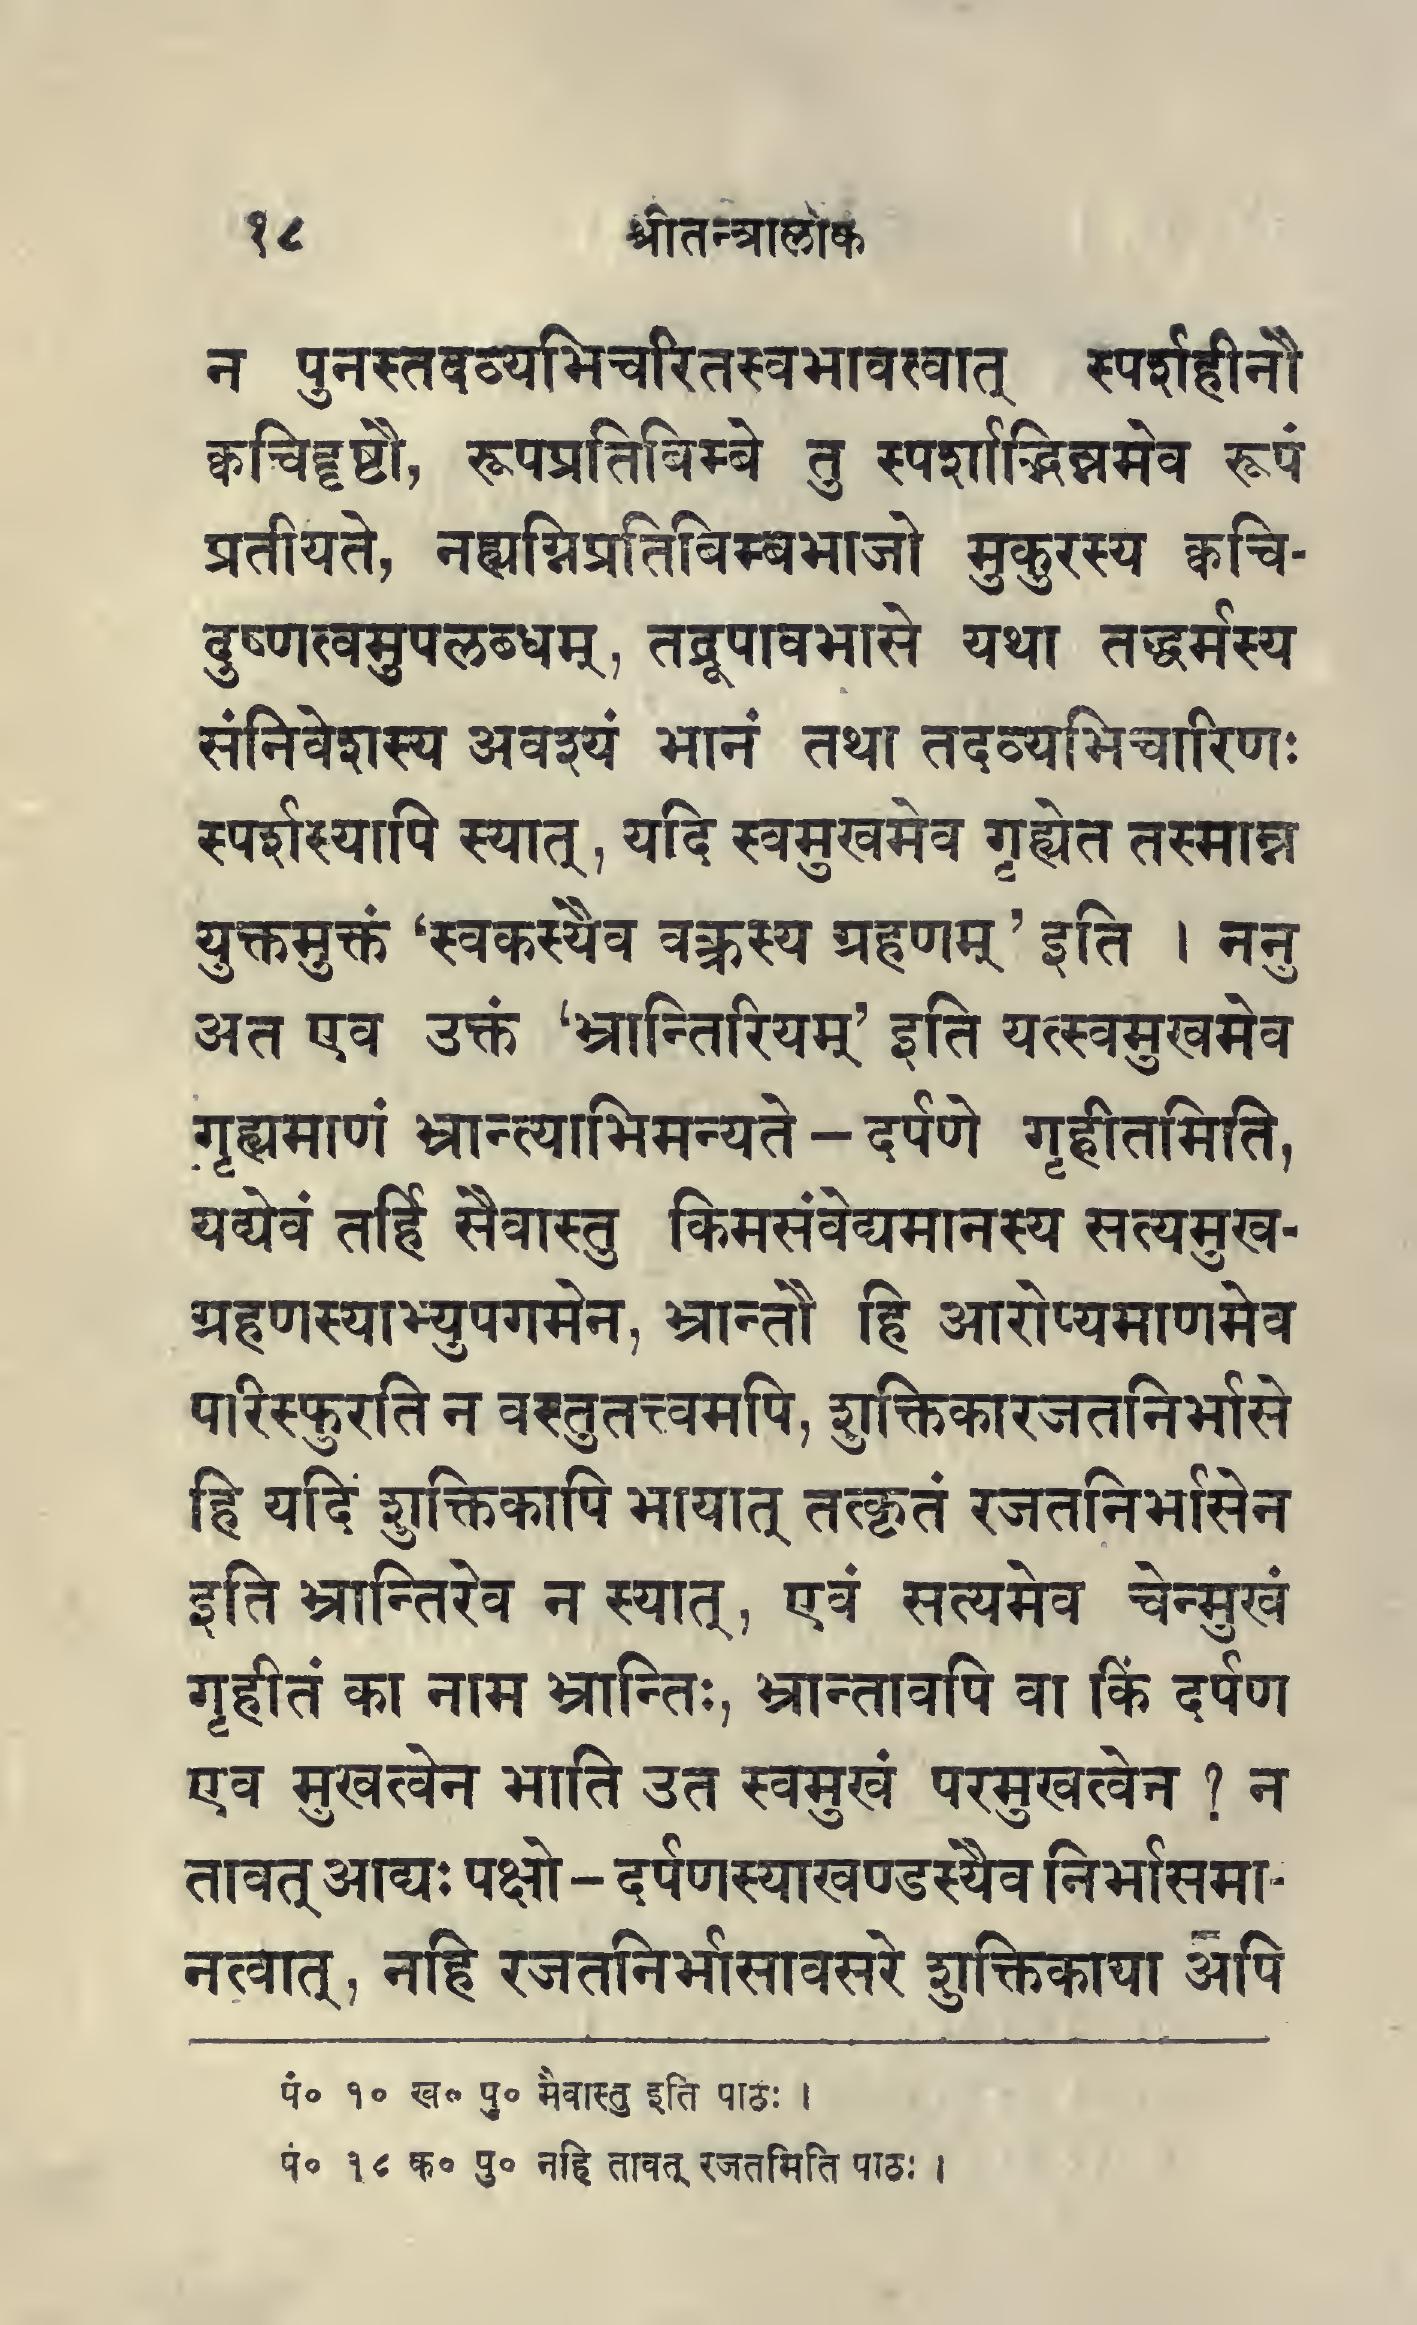 १८ श्रीतन्त्रालोके
न पुनस्तदव्यभिचरितस्वभावत्वात् स्पर्शहीनौ
क्वचिद्दृष्टौ, रूपप्रतिबिम्बे तु स्पर्शाद्भिन्नमेव रूपं
प्रतीयते, नह्यग्निप्रतिबिम्बभाजो मुकुरस्य क्वचि-
दुष्णत्वमुपलब्धम्, तद्रूपावभासे यथा तद्धर्मस्य
संनिवेशस्य अवश्यं भानं तथा तदव्यभिचारिणः
स्पर्शस्यापि स्यात्, यदि स्वमुखमेव गृह्येत तस्मान्न
युक्तमुक्तं ‘स्वकस्यैव वक्त्रस्य ग्रहणम्’ इति । ननु
अत एव उक्तं ‘भ्रान्तिरियम्’ इति यत्स्वमुखमेव
गृह्यमाणं भ्रान्त्याभिमन्यते – दर्पणे गृहीतमिति,
यद्येवं तर्हि सैवास्तु किमसंवेद्यमानस्य सत्यमुख-
ग्रहणस्याभ्युपगमेन, भ्रान्तौ हि आरोप्यमाणमेव
परिस्फुरति न वस्तुतत्त्वमपि, शुक्तिकारजतनिर्भासे
हि यदि शुक्तिकापि भायात् तत्कृतं रजतनिर्भासेन
इति भ्रान्तिरेव न स्यात्, एवं सत्यमेव चेन्मुखं
गृहीतं का नाम भ्रान्तिः, भ्रान्तावपि वा किं दर्पण
एव मुखत्वेन भाति उत स्वमुखं परमुखत्वेन ? न
तावत् आद्यः पक्षो – दर्पणस्याखण्डस्यैव निर्भासमा-
नत्वात्, नहि रजतनिर्भासावसरे शुक्तिकाया अपि
पं० १० ख० पु० मैवास्तु इति पाठः ।
पं० १८ क० पु० नहि तावत् रजतमिति पाठः ।